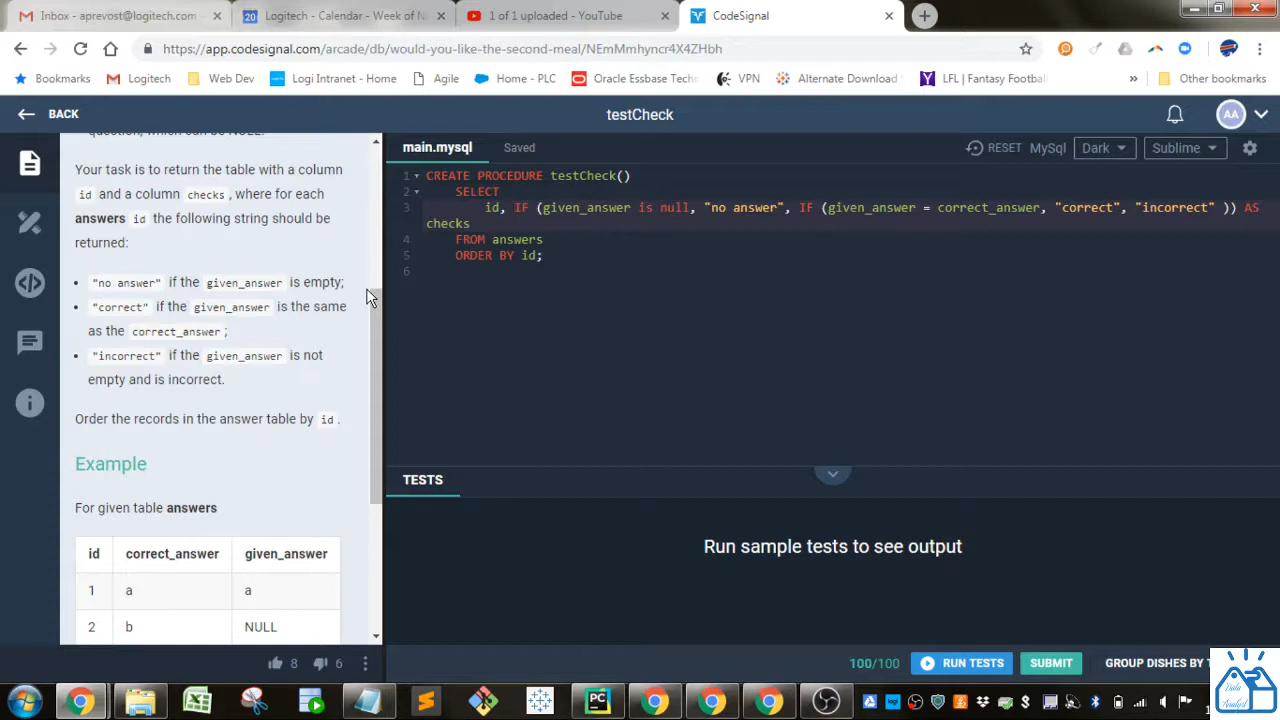 Inbox - aprevost@logitech.com
20 Logitech - Calendar - Week of N
1 of 1 uploaded - YouTube
CodeSignal
https://app.codesignal.com/arcade/db/would-you-like-the-second-meal/NEmMmhyncr4X4ZHbh
Bookmarks Logitech Web Dev Logi Intranet - Home Agile Home - PLC Oracle Essbase Tech VPN Alternate Download LFL | Fantasy Football » Other bookmarks
BACK
testCheck
AA
question, which can be NULL.
Your task is to return the table with a column
id and a column checks, where for each
answers id the following string should be
returned:
• "no answer" if the given_answer is empty;
• "correct" if the given_answer is the same
as the correct_answer;
• "incorrect" if the given_answer is not
empty and is incorrect.
Order the records in the answer table by id.
Example
For given table answers
id correct_answer given_answer
1 a a
2 b NULL
8 6
main.mysql Saved
RESET MySql Dark Sublime
1 CREATE PROCEDURE testCheck()
2 SELECT
3 id, IF (given_answer is null, "no answer", IF (given_answer = correct_answer, "correct", "incorrect" )) AS
checks
4 FROM answers
5 ORDER BY id;
6
TESTS
Run sample tests to see output
100/100 RUN TESTS SUBMIT GROUP DISHES BY T
Data
Analyst